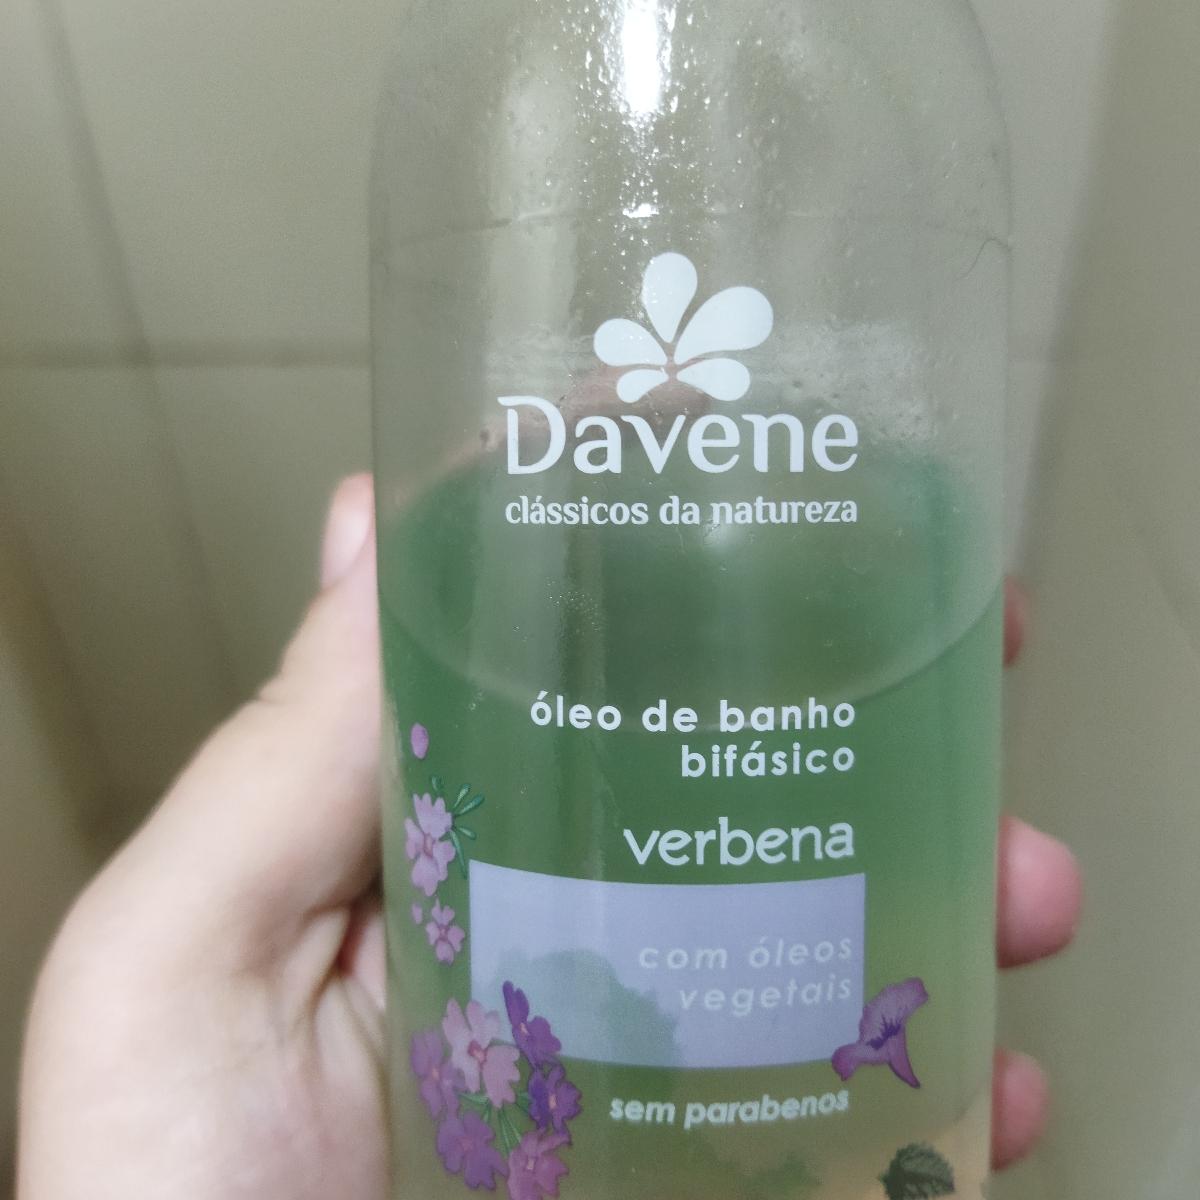 Davene
clássicos da natureza
óleo de banho
bifásico
verbena
com óleos
vegetais
sem parabenos